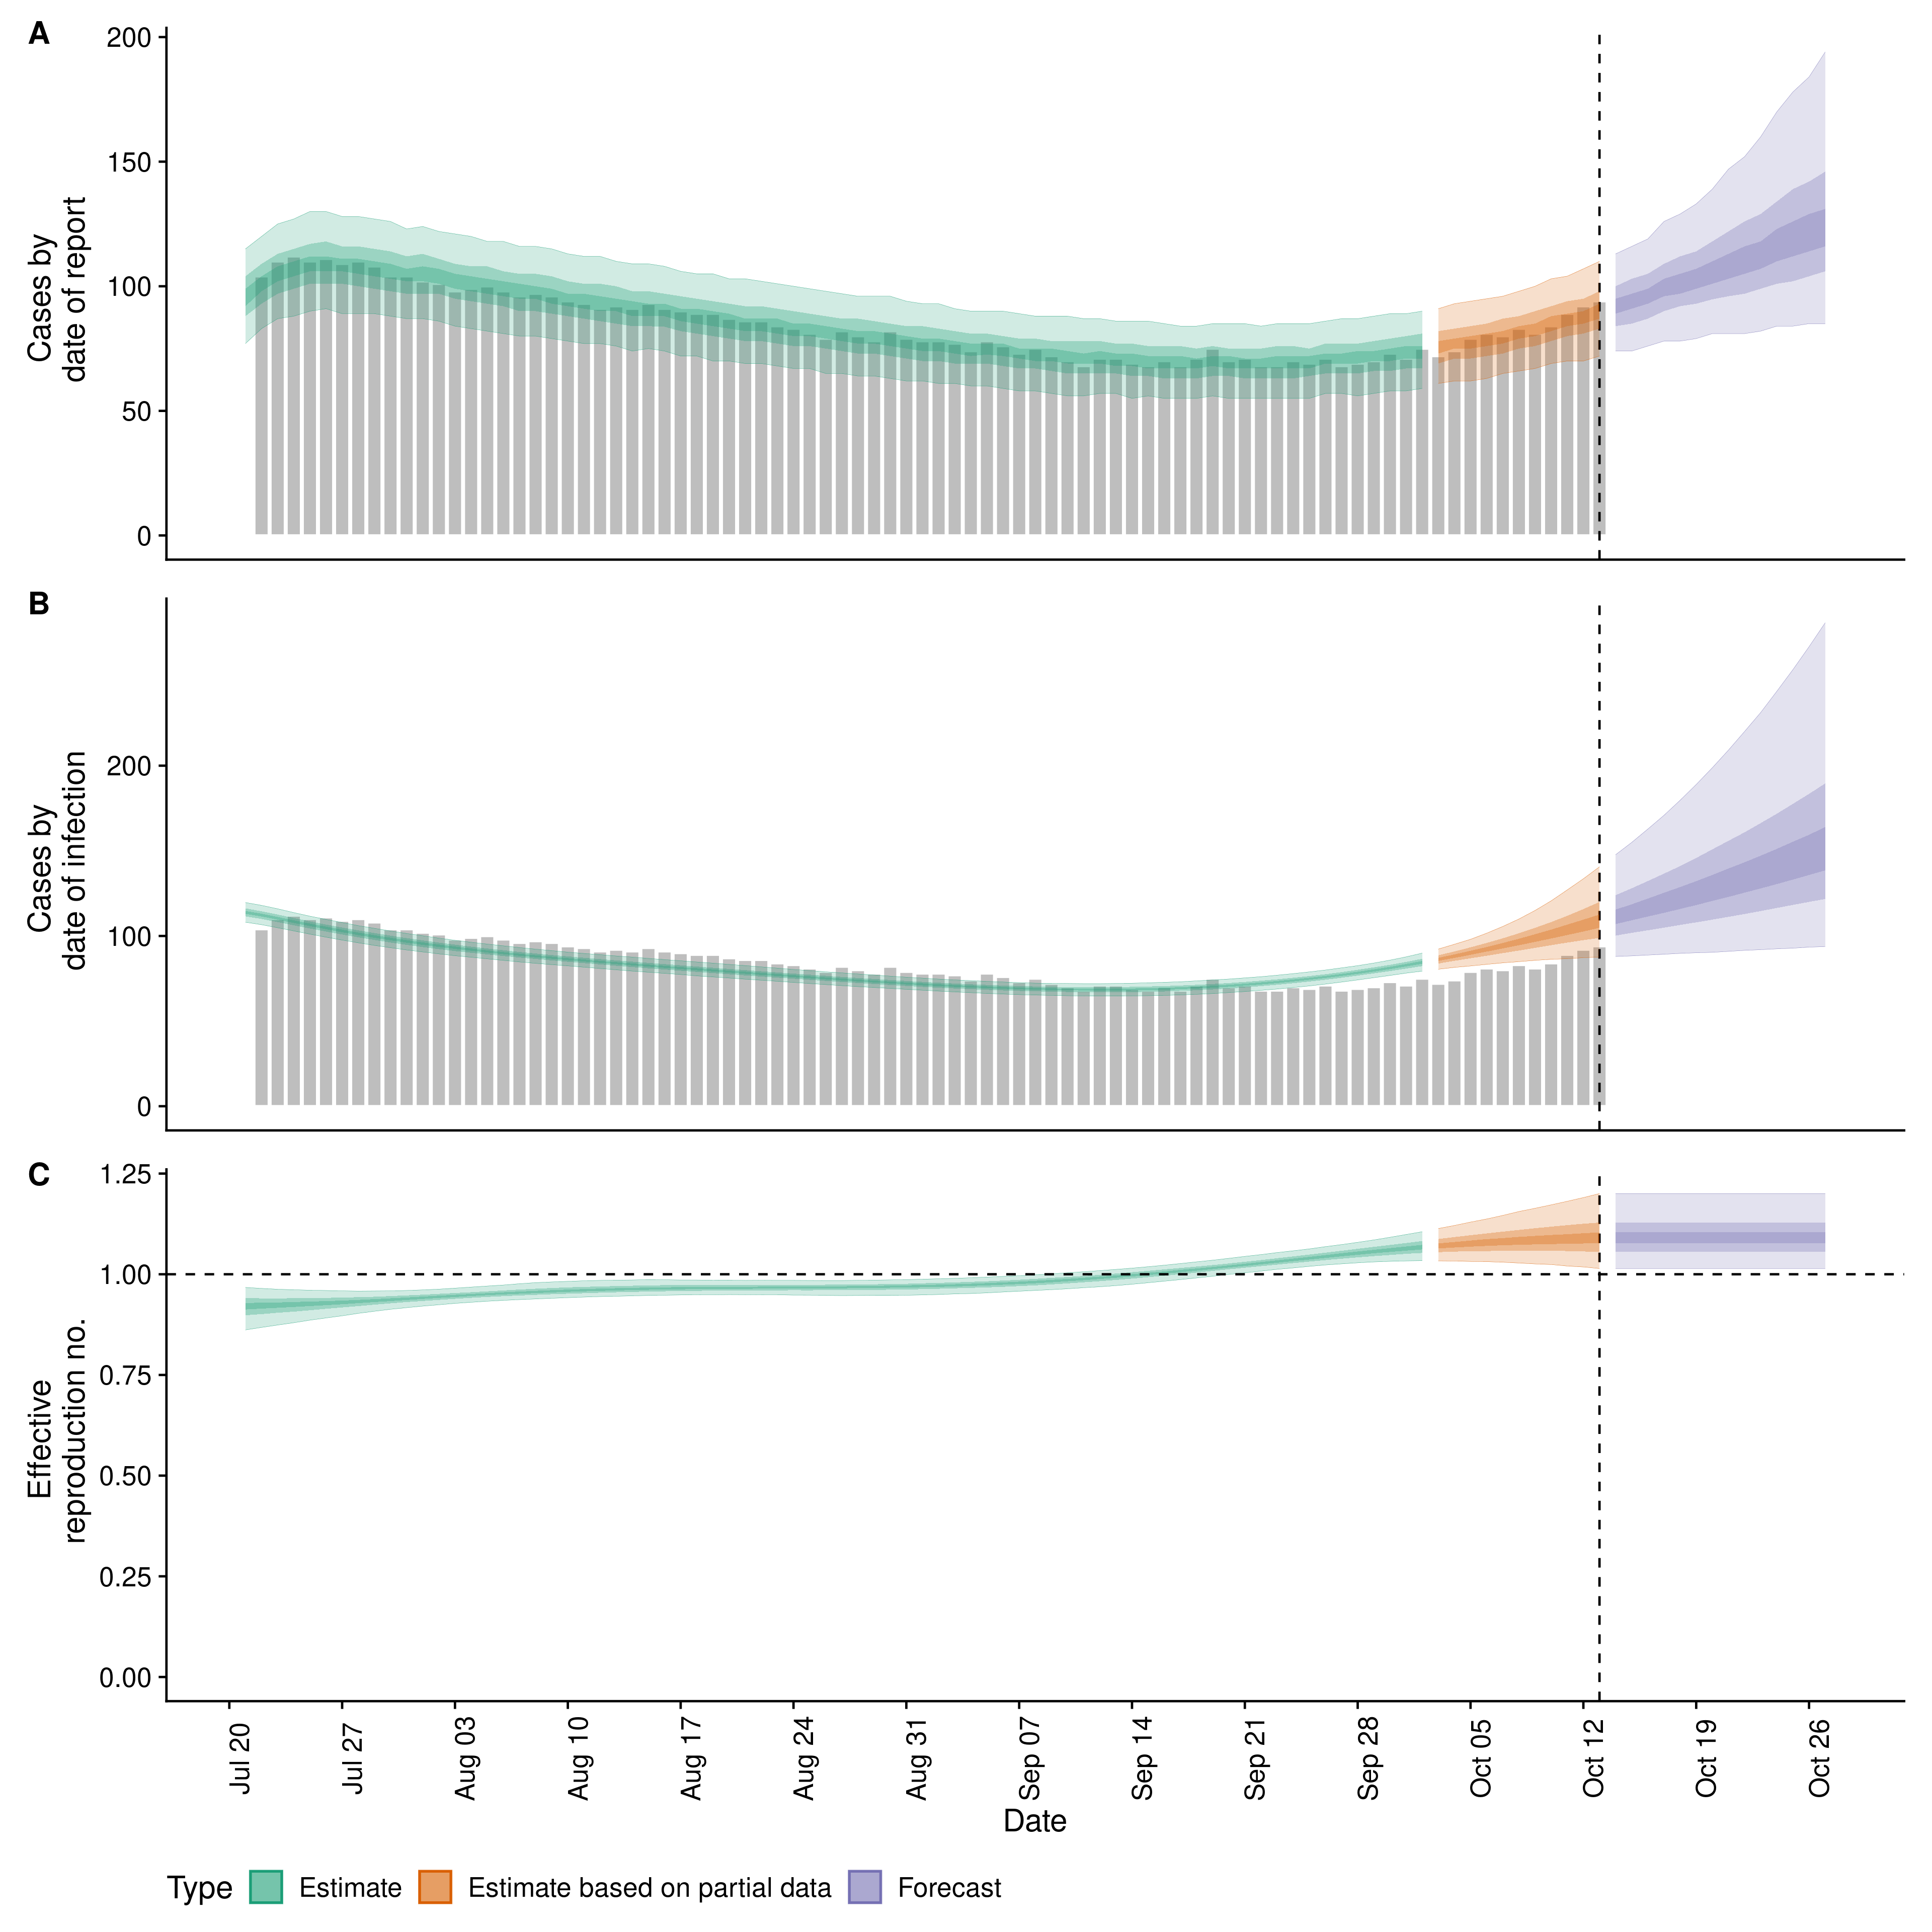 A
Cases by
date of report
200
150
100
50
0
B
Cases by
date of infection
200
100
0
C
Effective
reproduction no.
1.25
1.00
0.75
0.50
0.25
0.00
Jul 20
Jul 27
Aug 03
Aug 10
Aug 17
Aug 24
Aug 31
Sep 07
Sep 14
Sep 21
Sep 28
Oct 05
Oct 12
Oct 19
Oct 26
Date
Type Estimate Estimate based on partial data Forecast